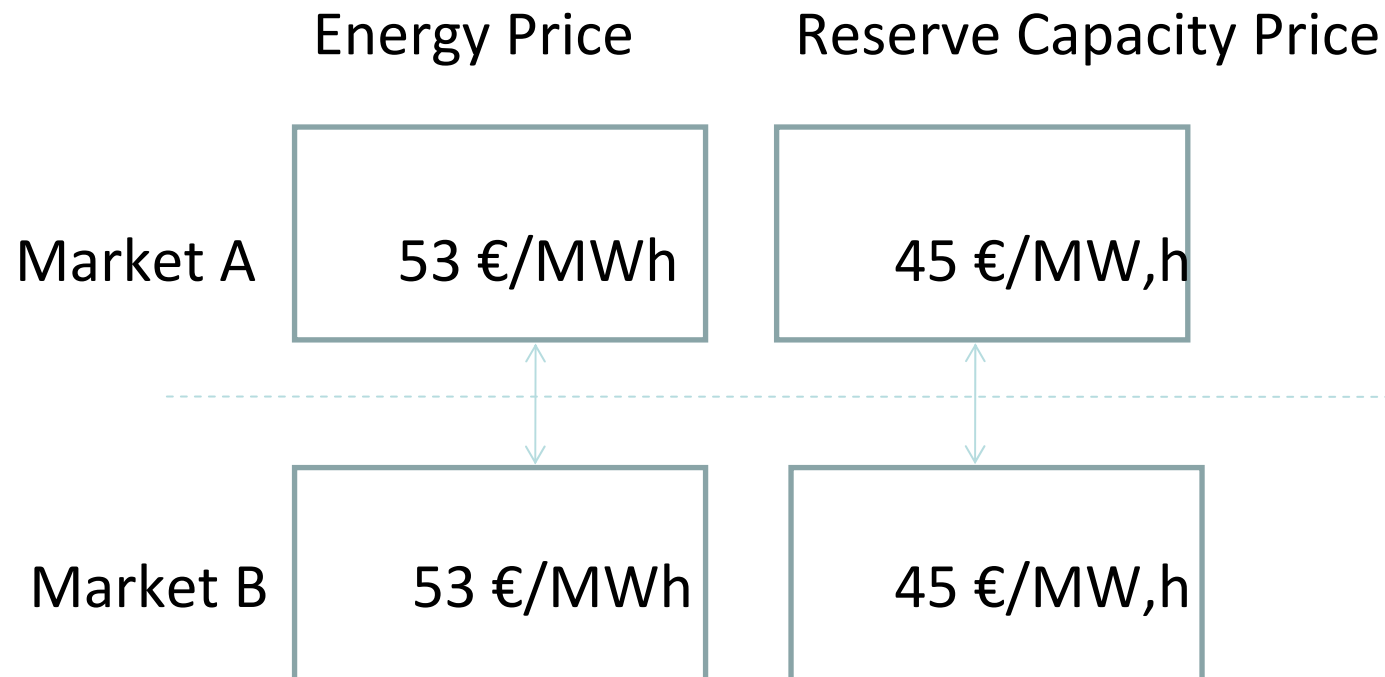 Energy Price Reserve Capacity Price
Market A 53 €/MWh 45 €/MW,h
Market B 53 €/MWh 45 €/MW,h